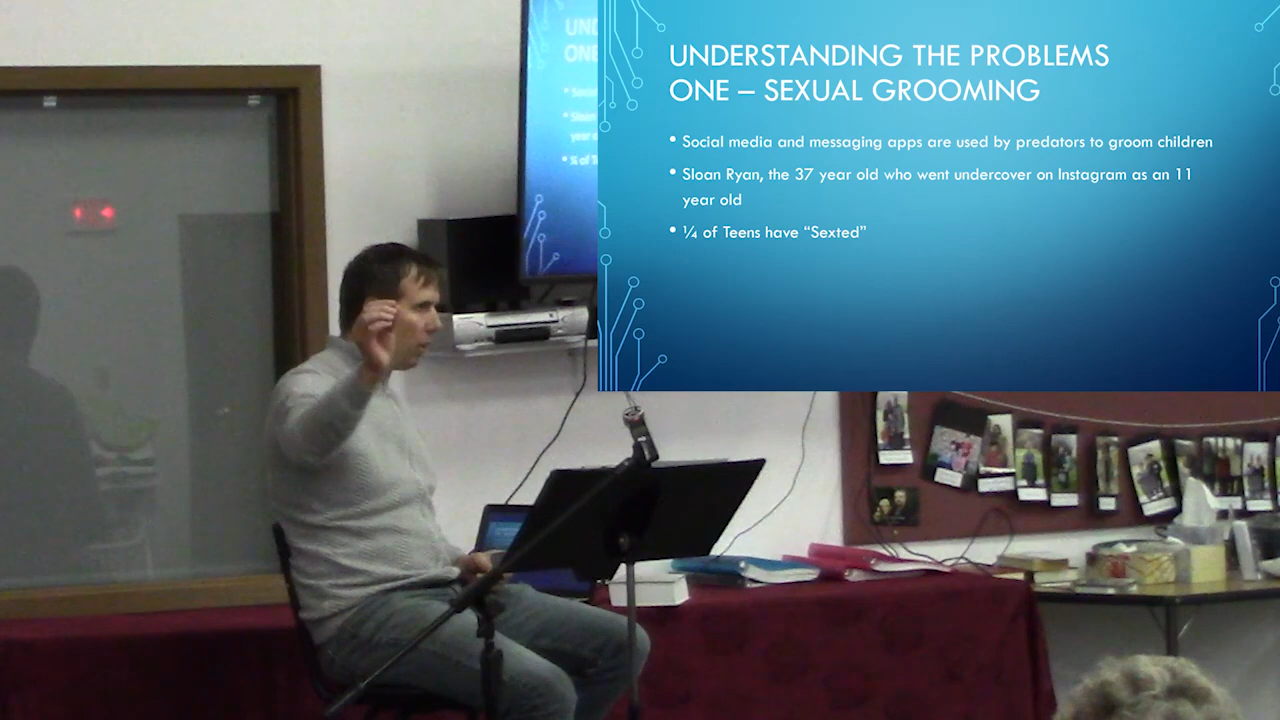 UNDERSTANDING THE PROBLEMS
ONE – SEXUAL GROOMING
• Social media and messaging apps are used by predators to groom children
• Sloan Ryan, the 37 year old who went undercover on Instagram as an 11
year old
• ¼ of Teens have “Sexted”